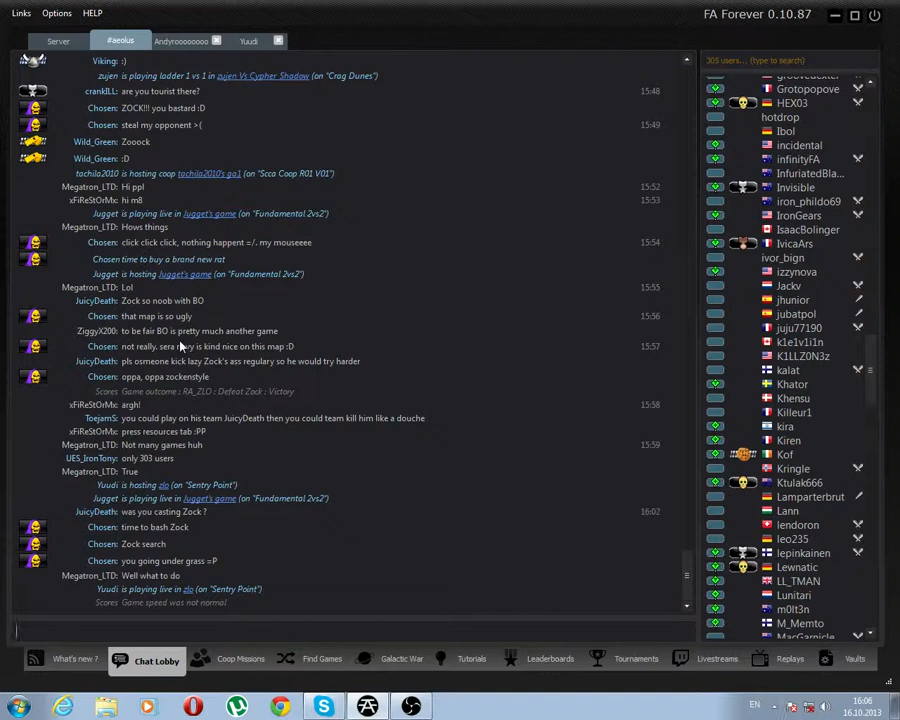 Links Options HELP FA Forever 0.10.87
Server #aeolus Andyroooooooo Yuudi
305 users... (type to search)
Viking: :)
zujen is playing ladder 1 vs 1 in zujen Vs Cypher_Shadow (on "Crag Dunes")
crankILL: are you tourist there? 15:48
Chosen: ZOCK!!! you bastard :D
Chosen: steal my opponent >( 15:49
Wild_Green: Zooock
Wild_Green: :D
tachila2010 is hosting coop tachila2010's ga1 (on "Scca Coop R01 V01")
Megatron_LTD: Hi ppl 15:52
xFiReStOrMx: hi m8 15:53
Jugget is playing live in Jugget's game (on "Fundamental 2vs2")
Megatron_LTD: Hows things
Chosen: click click click, nothing happent =/. my mouseeee 15:54
Chosen time to buy a brand new rat
Jugget is hosting Jugget's game (on "Fundamental 2vs2")
Megatron_LTD: Lol 15:55
JuicyDeath: Zock so noob with BO
Chosen: that map is so ugly 15:56
ZiggyX200: to be fair BO is pretty much another game
Chosen: not really. sera navy is kind nice on this map :D 15:57
JuicyDeath: pls osmeone kick lazy Zock's ass regulary so he would try harder
Chosen: oppa, oppa zockenstyle
Scores Game outcome : RA_ZLO : Defeat Zock : Victory
xFiReStOrMx: argh! 15:58
ToejamS: you could play on his team JuicyDeath then you could team kill him like a douche
xFiReStOrMx: press resources tab :PP
Megatron_LTD: Not many games huh 15:59
UES_IronTony: only 303 users
Megatron_LTD: True
Yuudi is hosting zlo (on "Sentry Point")
Jugget is playing live in Jugget's game (on "Fundamental 2vs2")
JuicyDeath: was you casting Zock ? 16:02
Chosen: time to bash Zock
Chosen: Zock search
Chosen: you going under grass =P
Megatron_LTD: Well what to do
Yuudi is playing live in zlo (on "Sentry Point")
Scores Game speed was not normal
Grotopopove
HEX03
hotdrop
Ibol
incidental
infinityFA
InfuriatedBla...
Invisible
iron_phildo69
IronGears
IsaacBolinger
IvicaArs
ivor_bign
izzynova
Jackv
jhunior
jubatpol
juju77190
k1e1v1i1n
K1LLZ0N3z
kalat
Khator
Khensu
Killeur1
kira
Kiren
Kof
Kringle
Ktulak666
Lamparterbrut
Lann
lendoron
leo235
lepinkainen
Lewnatic
LL_TMAN
Lunitari
m0lt3n
M_Memto
MacGarnicle
What's new ? Chat Lobby Coop Missions Find Games Galactic War Tutorials Leaderboards Tournaments Livestreams Replays Vaults
EN 16:06
16.10.2013